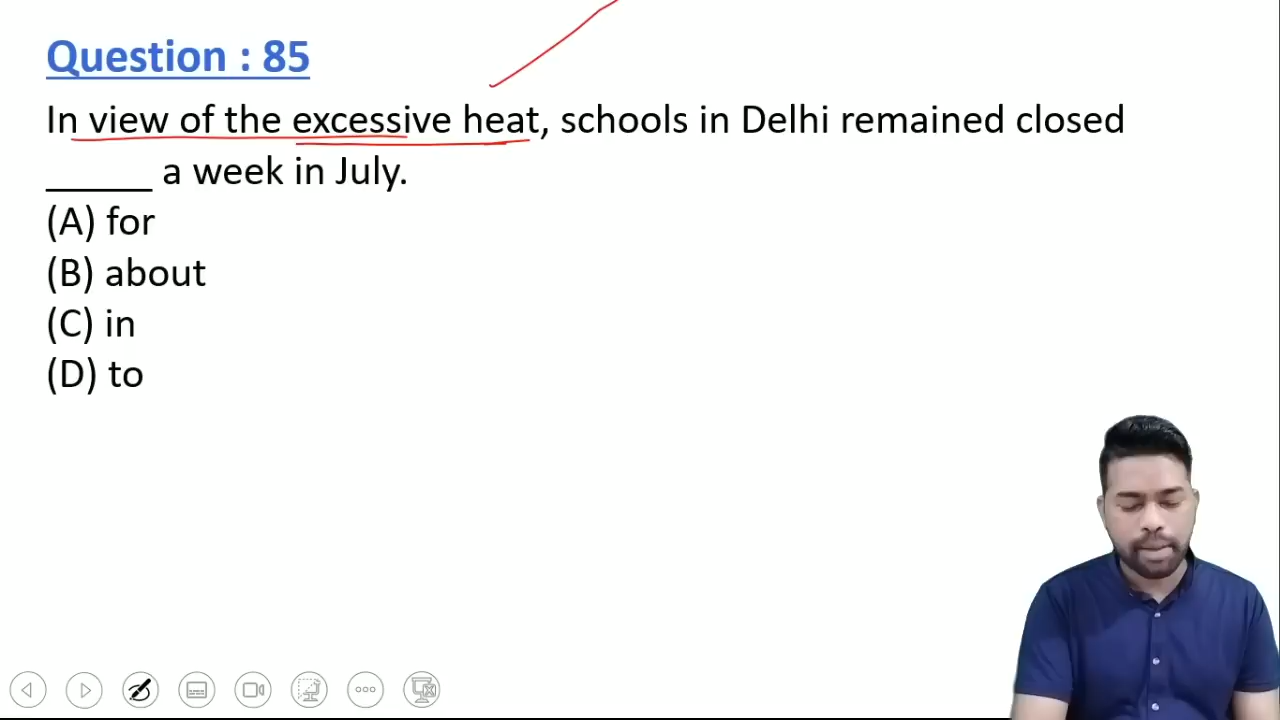 Question : 85
In view of the excessive heat, schools in Delhi remained closed
_____ a week in July.
(A) for
(B) about
(C) in
(D) to